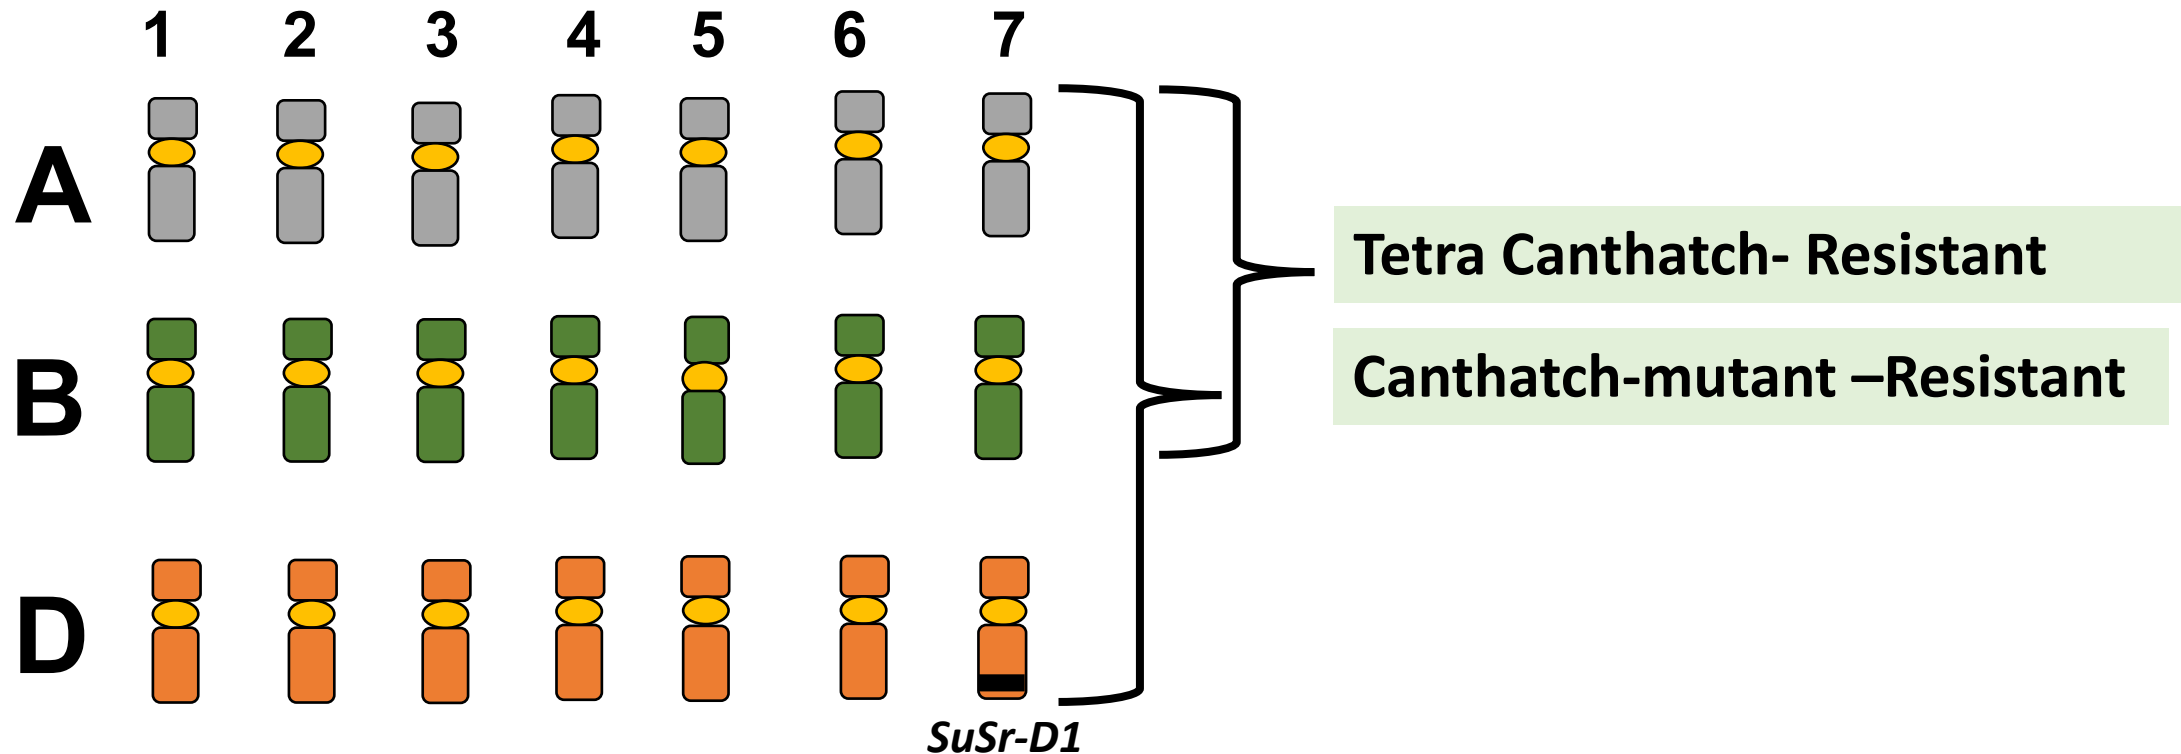 1 2 3 4 5 6 7
A
Tetra Canthatch- Resistant
B
Canthatch-mutant –Resistant
D
SuSr-D1